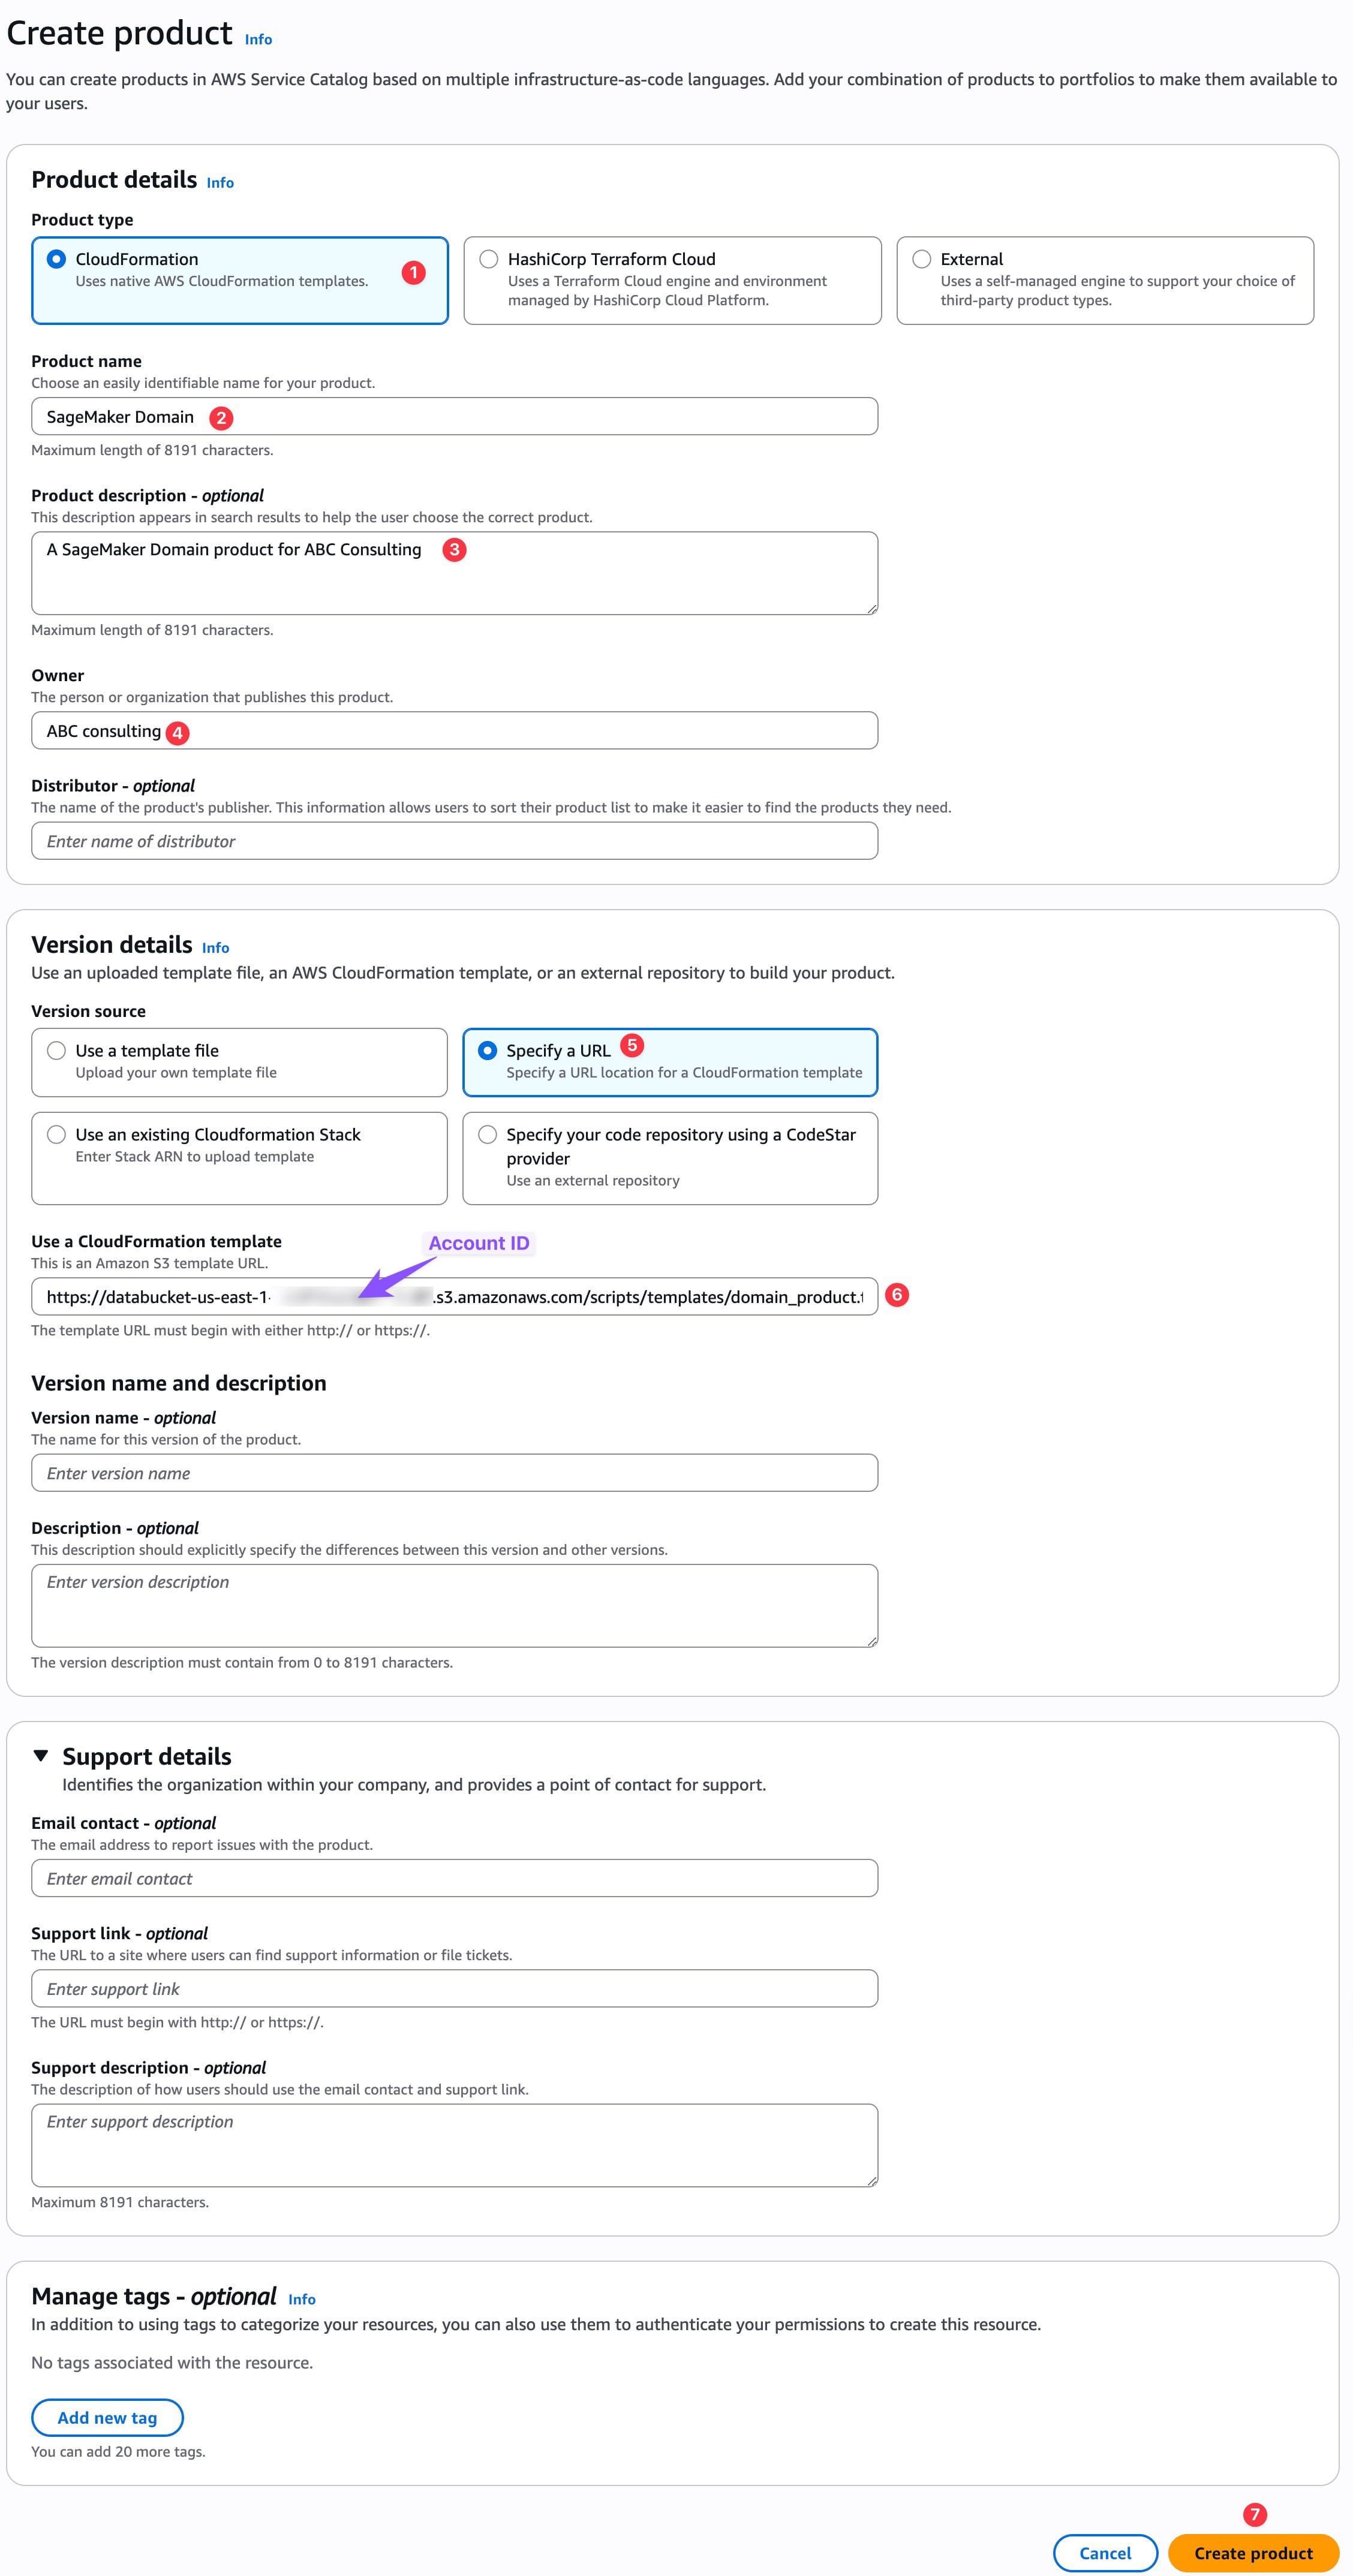 Create product Info
You can create products in AWS Service Catalog based on multiple infrastructure-as-code languages. Add your combination of products to portfolios to make them available to
your users.
Product details Info
Product type
CloudFormation
Uses native AWS CloudFormation templates.
1
HashiCorp Terraform Cloud
Uses a Terraform Cloud engine and environment
managed by HashiCorp Cloud Platform.
External
Uses a self-managed engine to support your choice of
third-party product types.
Product name
Choose an easily identifiable name for your product.
SageMaker Domain 2
Maximum length of 8191 characters.
Product description - optional
This description appears in search results to help the user choose the correct product.
A SageMaker Domain product for ABC Consulting 3
Maximum length of 8191 characters.
Owner
The person or organization that publishes this product.
ABC consulting 4
Distributor - optional
The name of the product's publisher. This information allows users to sort their product list to make it easier to find the products they need.
Enter name of distributor
Version details Info
Use an uploaded template file, an AWS CloudFormation template, or an external repository to build your product.
Version source
Use a template file
Upload your own template file
Specify a URL 5
Specify a URL location for a CloudFormation template
Use an existing Cloudformation Stack
Enter Stack ARN to upload template
Specify your code repository using a CodeStar
provider
Use an external repository
Use a CloudFormation template
Account ID
This is an Amazon S3 template URL.
https://databucket-us-east-1- .s3.amazonaws.com/scripts/templates/domain_product. 6
The template URL must begin with either http:// or https://.
Version name and description
Version name - optional
The name for this version of the product.
Enter version name
Description - optional
This description should explicitly specify the differences between this version and other versions.
Enter version description
The version description must contain from 0 to 8191 characters.
Support details
Identifies the organization within your company, and provides a point of contact for support.
Email contact - optional
The email address to report issues with the product.
Enter email contact
Support link - optional
The URL to a site where users can find support information or file tickets.
Enter support link
The URL must begin with http:// or https://.
Support description - optional
The description of how users should use the email contact and support link.
Enter support description
Maximum 8191 characters.
Manage tags - optional Info
In addition to using tags to categorize your resources, you can also use them to authenticate your permissions to create this resource.
No tags associated with the resource.
Add new tag
You can add 20 more tags.
7
Cancel
Create product